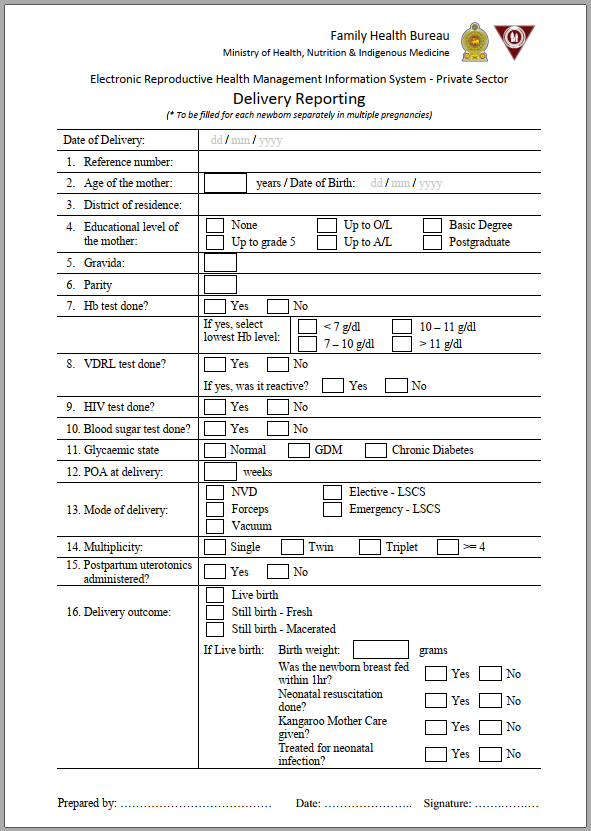 Family Health Bureau
Ministry of Health, Nutrition & Indigenous Medicine
Electronic Reproductive Health Management Information System - Private Sector
Delivery Reporting
(* To be filled for each newborn separately in multiple pregnancies)
Date of Delivery: dd / mm / yyyy
1. Reference number:
2. Age of the mother: years / Date of Birth: dd / mm / yyyy
3. District of residence:
4. Educational level of the mother:
None Up to O/L Basic Degree
Up to grade 5 Up to A/L Postgraduate
5. Gravida:
6. Parity
7. Hb test done? Yes No
If yes, select lowest Hb level:
< 7 g/dl 10 – 11 g/dl
7 – 10 g/dl > 11 g/dl
8. VDRL test done? Yes No
If yes, was it reactive? Yes No
9. HIV test done? Yes No
10. Blood sugar test done? Yes No
11. Glycaemic state Normal GDM Chronic Diabetes
12. POA at delivery: weeks
13. Mode of delivery:
NVD Elective - LSCS
Forceps Emergency - LSCS
Vacuum
14. Multiplicity: Single Twin Triplet >= 4
15. Postpartum uterotonics administered? Yes No
16. Delivery outcome:
Live birth
Still birth - Fresh
Still birth - Macerated
If Live birth: Birth weight: grams
Was the newborn breast fed within 1hr? Yes No
Neonatal resuscitation done? Yes No
Kangaroo Mother Care given? Yes No
Treated for neonatal infection? Yes No
Prepared by: ………………………………… Date: ………………….. Signature: …….…….…